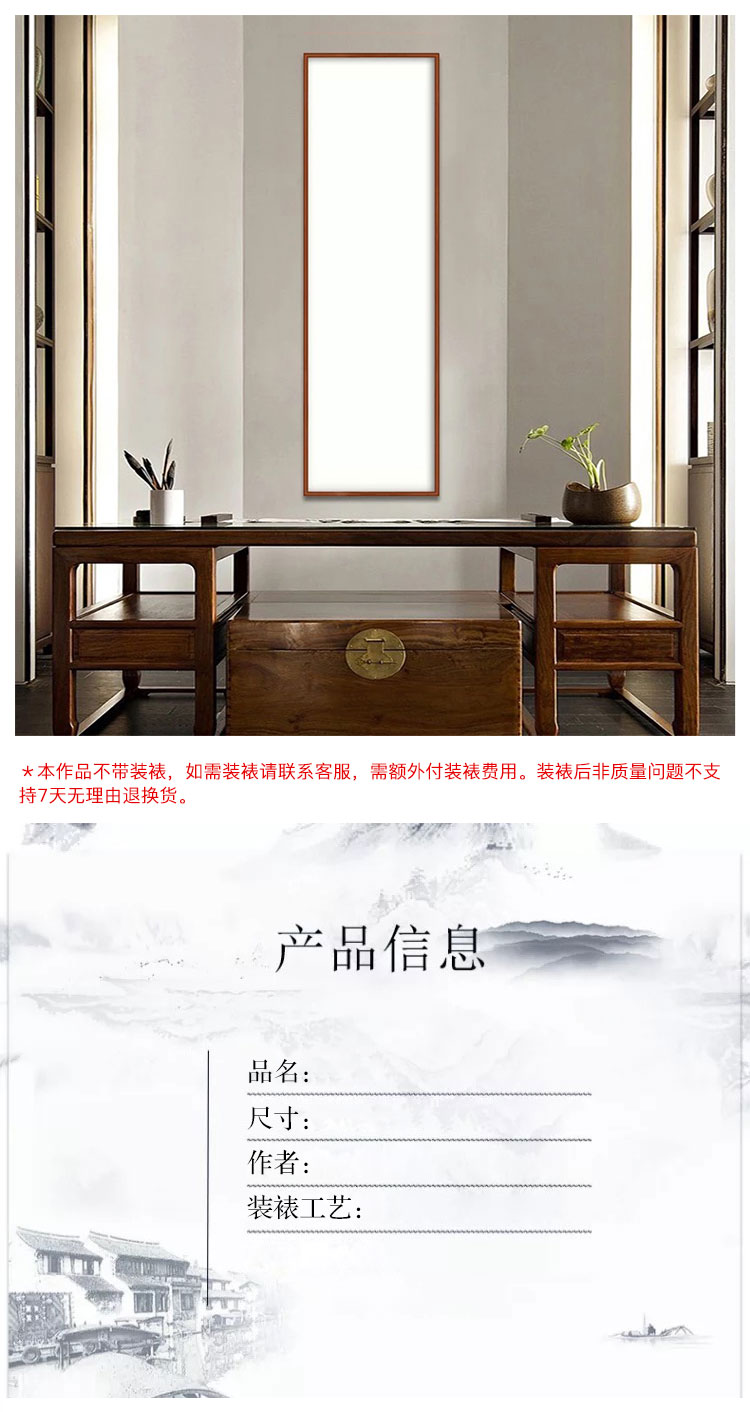 ＊本作品不带装裱，如需装裱请联系客服，需额外付装裱费用。装裱后非质量问题不支
持7天无理由退换货。
产品信息
品名：
尺寸：
作者：
装裱工艺：